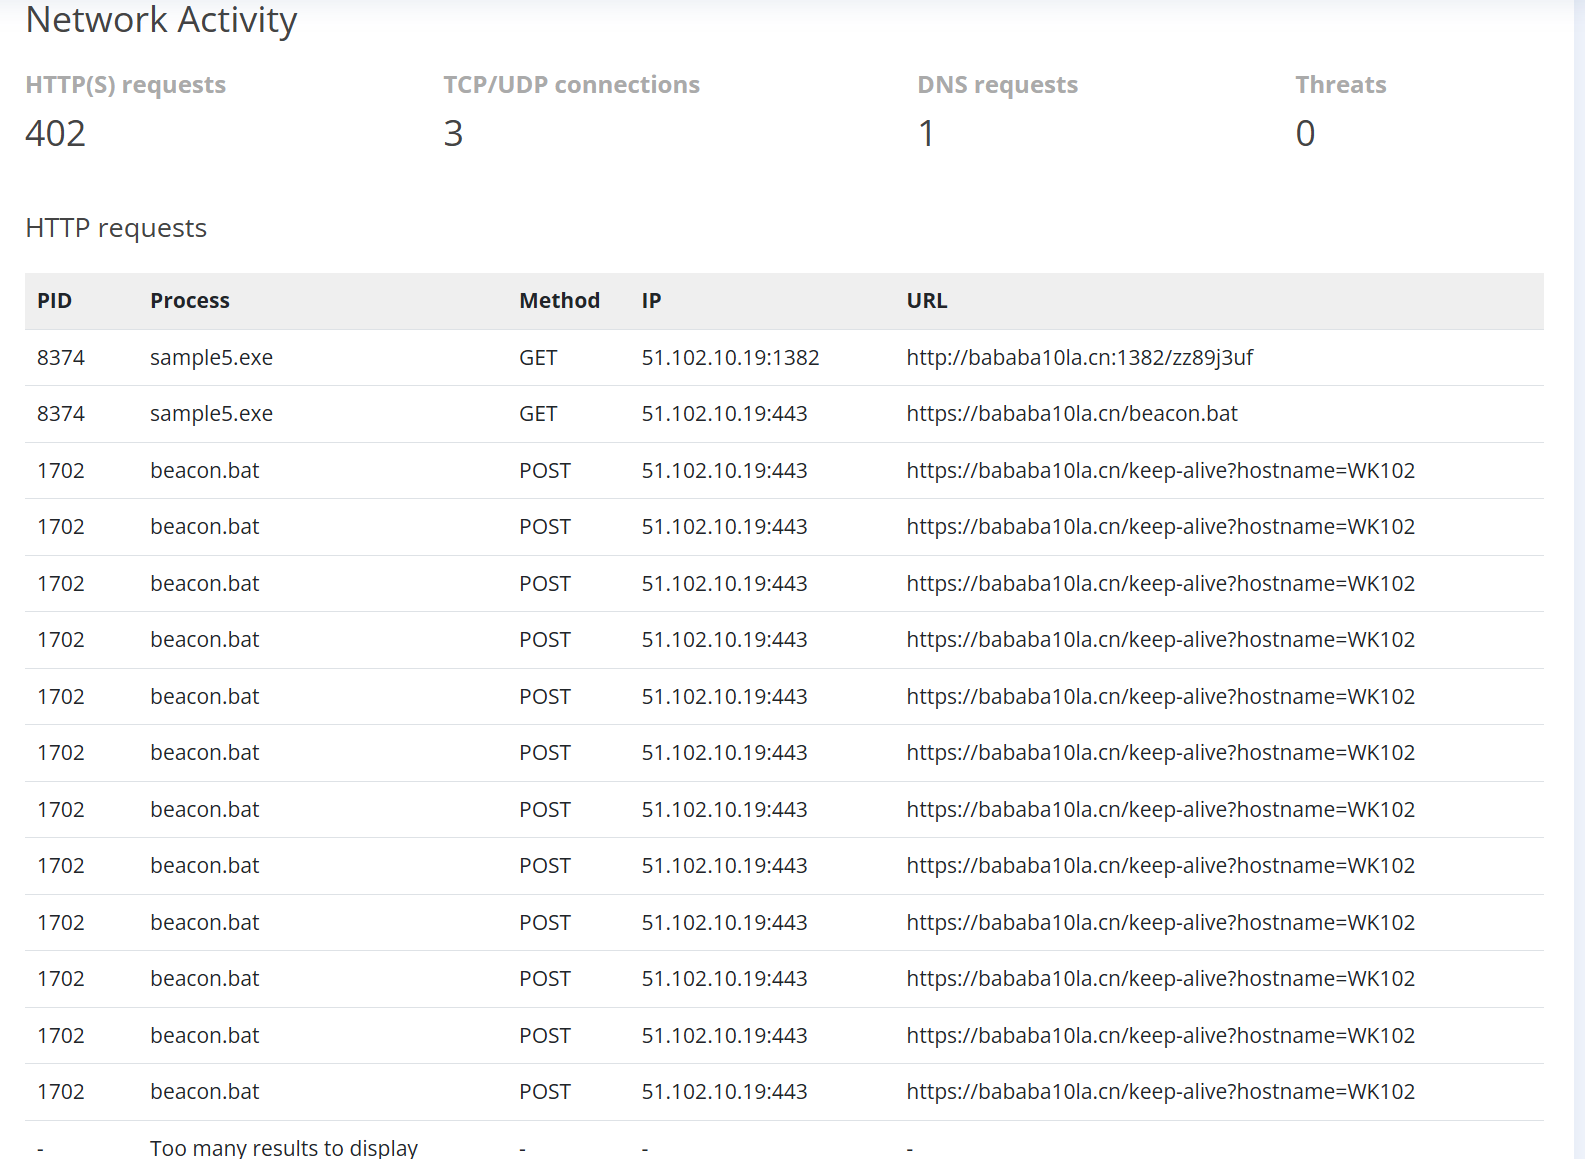 Network Activity
HTTP(S) requests TCP/UDP connections DNS requests Threats
402 3 1 0
HTTP requests
PID Process Method IP URL
8374 sample5.exe GET 51.102.10.19:1382 http://bababa10la.cn:1382/zz89j3uf
8374 sample5.exe GET 51.102.10.19:443 https://bababa10la.cn/beacon.bat
1702 beacon.bat POST 51.102.10.19:443 https://bababa10la.cn/keep-alive?hostname=WK102
1702 beacon.bat POST 51.102.10.19:443 https://bababa10la.cn/keep-alive?hostname=WK102
1702 beacon.bat POST 51.102.10.19:443 https://bababa10la.cn/keep-alive?hostname=WK102
1702 beacon.bat POST 51.102.10.19:443 https://bababa10la.cn/keep-alive?hostname=WK102
1702 beacon.bat POST 51.102.10.19:443 https://bababa10la.cn/keep-alive?hostname=WK102
1702 beacon.bat POST 51.102.10.19:443 https://bababa10la.cn/keep-alive?hostname=WK102
1702 beacon.bat POST 51.102.10.19:443 https://bababa10la.cn/keep-alive?hostname=WK102
1702 beacon.bat POST 51.102.10.19:443 https://bababa10la.cn/keep-alive?hostname=WK102
1702 beacon.bat POST 51.102.10.19:443 https://bababa10la.cn/keep-alive?hostname=WK102
1702 beacon.bat POST 51.102.10.19:443 https://bababa10la.cn/keep-alive?hostname=WK102
1702 beacon.bat POST 51.102.10.19:443 https://bababa10la.cn/keep-alive?hostname=WK102
1702 beacon.bat POST 51.102.10.19:443 https://bababa10la.cn/keep-alive?hostname=WK102
- Too many results to display - - -